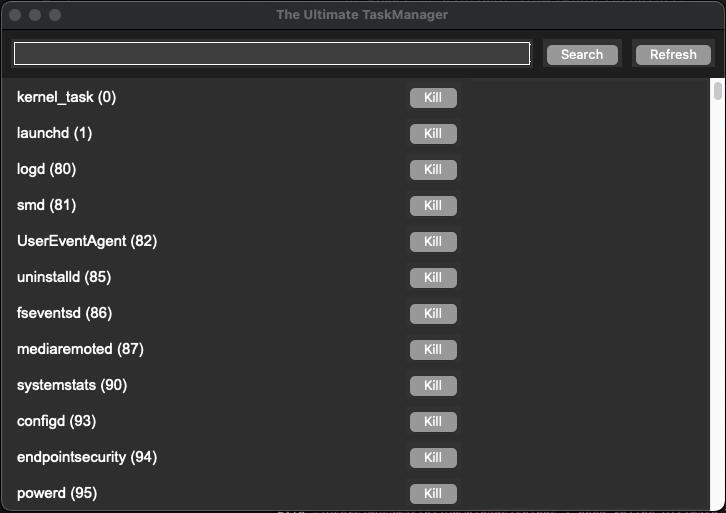 The Ultimate TaskManager
Search Refresh
kernel_task (0) Kill
launchd (1) Kill
logd (80) Kill
smd (81) Kill
UserEventAgent (82) Kill
uninstalld (85) Kill
fseventsd (86) Kill
mediaremoted (87) Kill
systemstats (90) Kill
configd (93) Kill
endpointsecurity (94) Kill
powerd (95) Kill